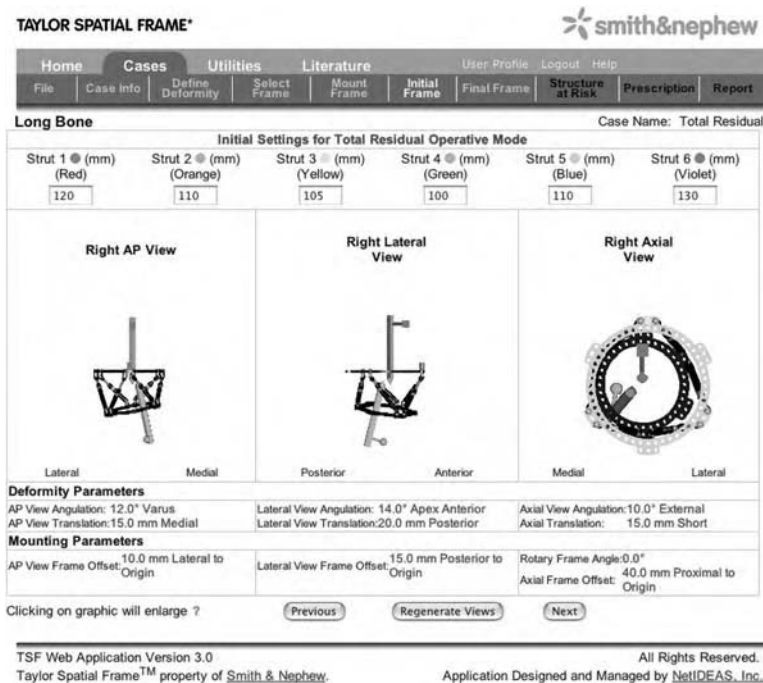 TAYLOR SPATIAL FRAME*
smith&nephew
Home Cases Utilities Literature User Profile Logout Help
File Case Info Define Deformity Select Frame Mount Frame Initial Frame Final Frame Structure at Risk Prescription Report
Long Bone Case Name: Total Residual
Initial Settings for Total Residual Operative Mode
Strut 1 (mm) Strut 2 (mm) Strut 3 (mm) Strut 4 (mm) Strut 5 (mm) Strut 6 (mm)
(Red) (Orange) (Yellow) (Green) (Blue) (Violet)
120 110 105 100 110 130
Right AP View
Right Lateral
View
Right Axial
View
Lateral Medial Posterior Anterior Medial Lateral
Deformity Parameters
AP View Angulation: 12.0° Varus Lateral View Angulation: 14.0° Apex Anterior Axial View Angulation:10.0° External
AP View Translation:15.0 mm Medial Lateral View Translation:20.0 mm Posterior Axial Translation: 15.0 mm Short
Mounting Parameters
AP View Frame Offset: 10.0 mm Lateral to Origin Lateral View Frame Offset: 15.0 mm Posterior to Origin Rotary Frame Angle:0.0°
Axial Frame Offset: 40.0 mm Proximal to Origin
Clicking on graphic will enlarge ? Previous Regenerate Views Next
TSF Web Application Version 3.0 All Rights Reserved.
Taylor Spatial Frame™ property of Smith & Nephew. Application Designed and Managed by NetIDEAS, Inc.